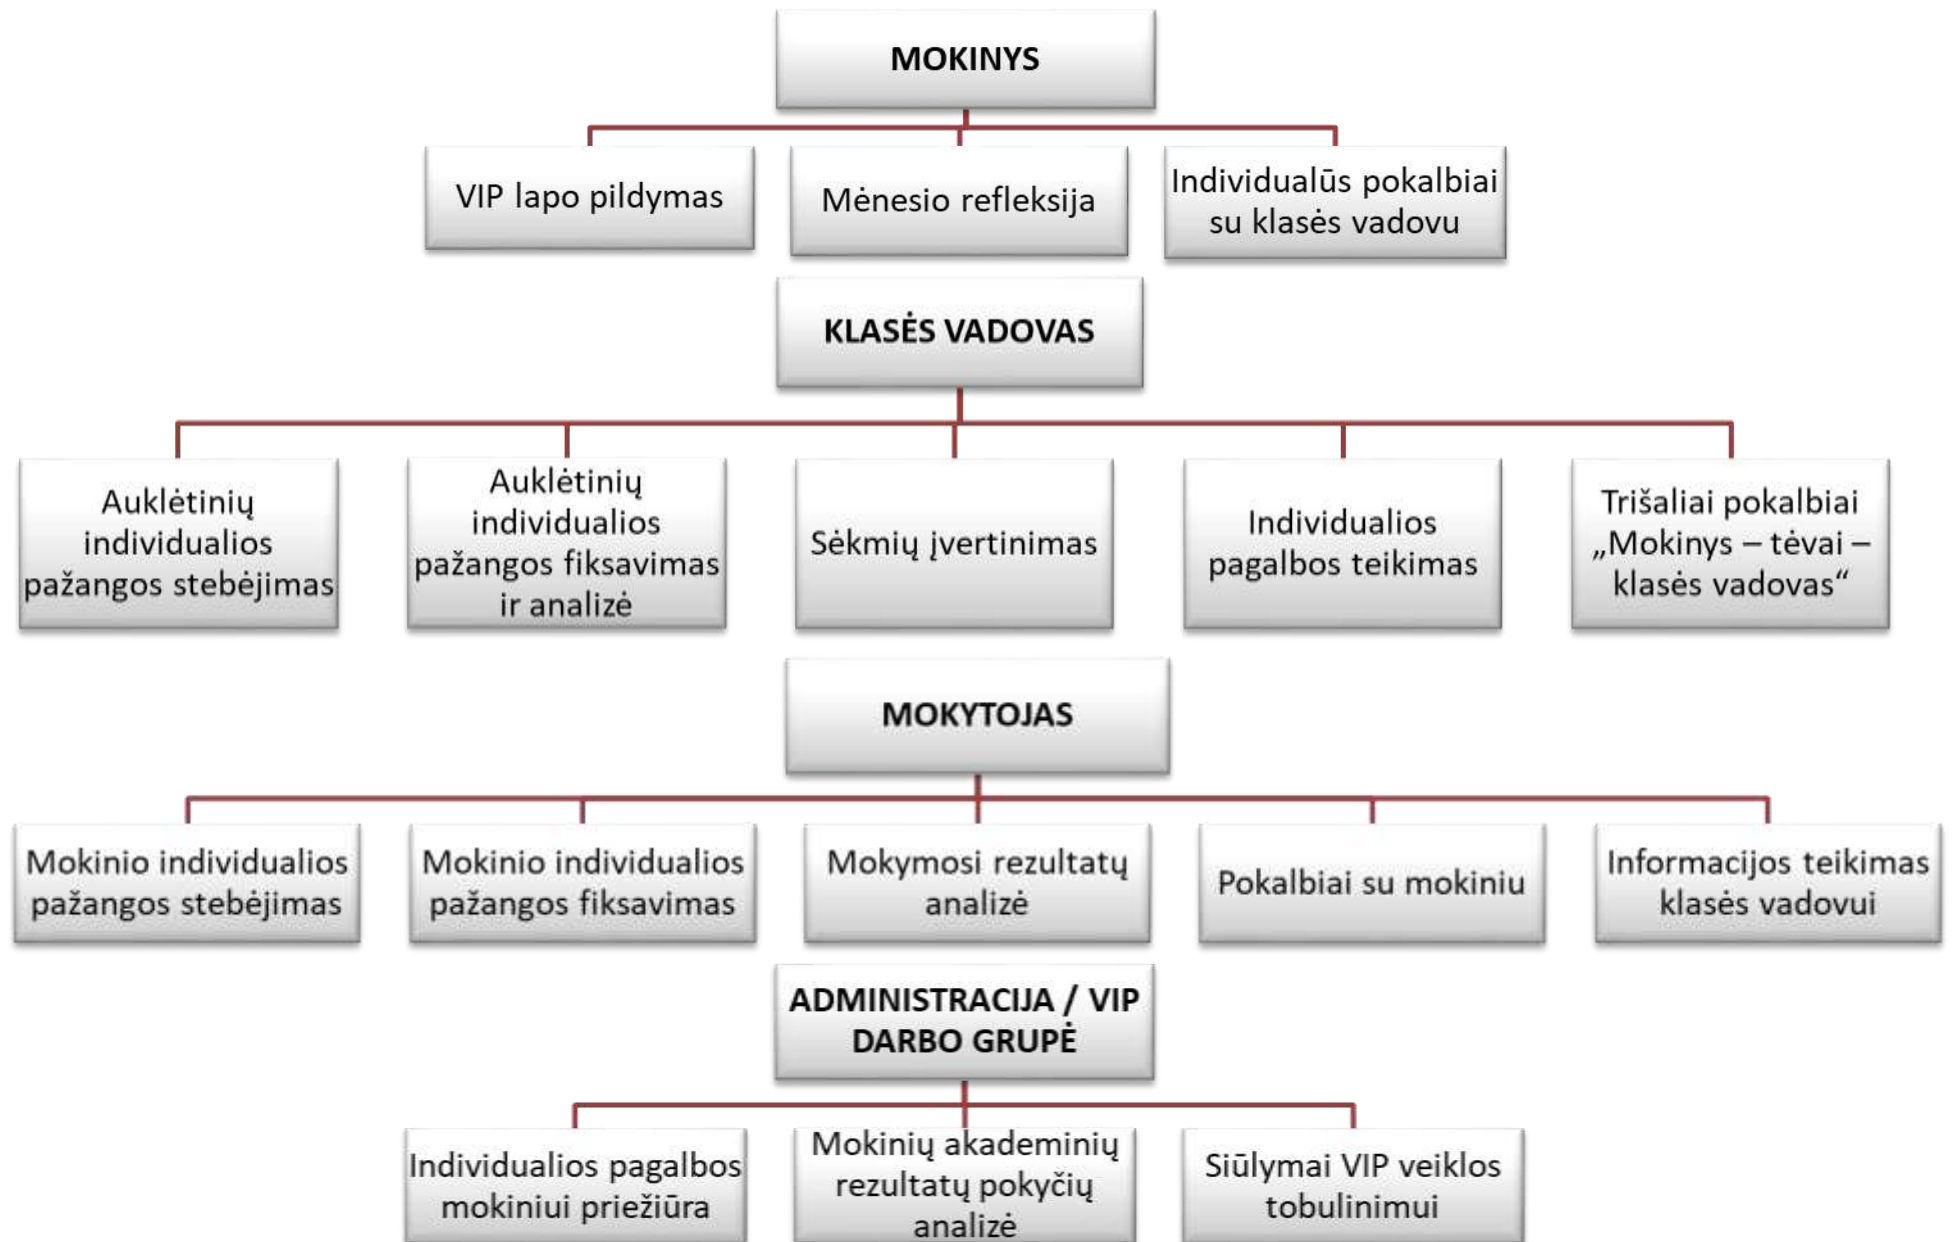 MOKINYS
VIP lapo pildymas
Mėnesio refleksija
Individualūs pokalbiai
su klasės vadovu
KLASĖS VADOVAS
Auklėtinių
individualios
pažangos stebėjimas
Auklėtinių
individualios
pažangos fiksavimas
ir analizė
Sėkmių įvertinimas
Individualios
pagalbos teikimas
Trišaliai pokalbiai
„Mokinys – tėvai –
klasės vadovas“
MOKYTOJAS
Mokinio individualios
pažangos stebėjimas
Mokinio individualios
pažangos fiksavimas
Mokymosi rezultatų
analizė
Pokalbiai su mokiniu
Informacijos teikimas
klasės vadovui
ADMINISTRACIJA / VIP
DARBO GRUPĖ
Individualios pagalbos
mokiniui priežiūra
Mokinių akademinių
rezultatų pokyčių
analizė
Siūlymai VIP veiklos
tobulinimui